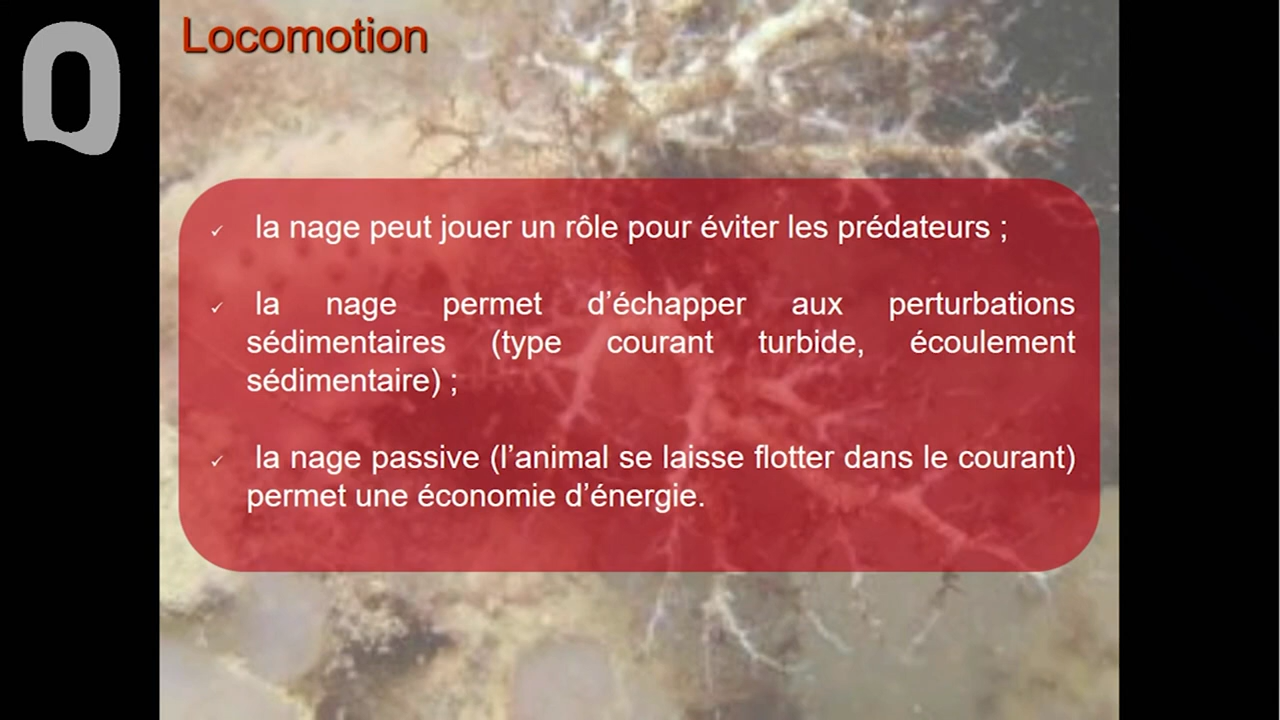 Locomotion
✓ la nage peut jouer un rôle pour éviter les prédateurs ;
✓ la nage permet d’échapper aux perturbations
sédimentaires (type courant turbide, écoulement
sédimentaire) ;
✓ la nage passive (l’animal se laisse flotter dans le courant)
permet une économie d’énergie.